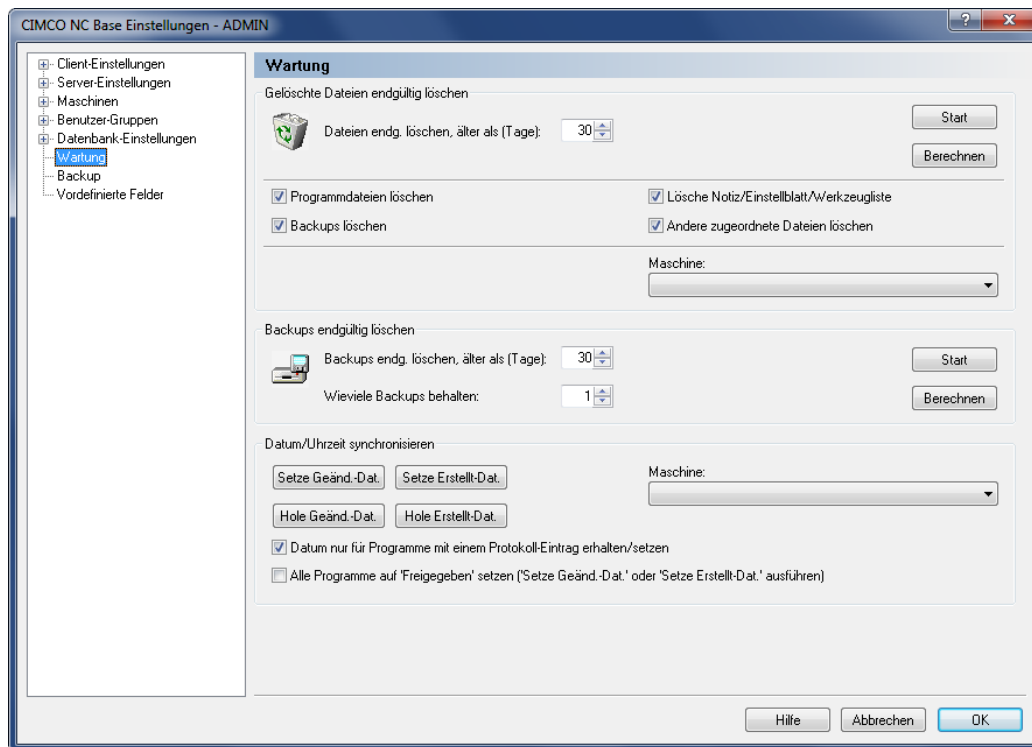 CIMCO NC Base Einstellungen - ADMIN
Client-Einstellungen
Server-Einstellungen
Maschinen
Benutzer-Gruppen
Datenbank-Einstellungen
Wartung
Backup
Vordefinierte Felder
Wartung
Gelöschte Dateien endgültig löschen
Dateien endg. löschen, älter als (Tage): 30
Start
Berechnen
Programmdateien löschen
Lösche Notiz/Einstellblatt/Werkzeugliste
Backups löschen
Andere zugeordnete Dateien löschen
Maschine:
Backups endgültig löschen
Backups endg. löschen, älter als (Tage): 30
Start
Wieviele Backups behalten: 1
Berechnen
Datum/Uhrzeit synchronisieren
Setze Geänd.-Dat. Setze Erstellt-Dat.
Maschine:
Hole Geänd.-Dat. Hole Erstellt-Dat.
Datum nur für Programme mit einem Protokoll-Eintrag erhalten/setzen
Alle Programme auf 'Freigegeben' setzen ('Setze Geänd.-Dat.' oder 'Setze Erstellt-Dat.' ausführen)
Hilfe Abbrechen OK